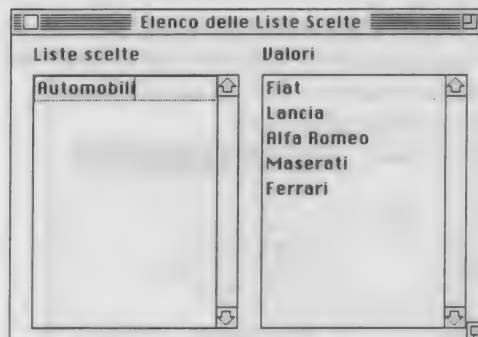 Elenco delle Liste Scelte
Liste scelte
Valori
Automobili
Fiat
Lancia
Alfa Romeo
Maserati
Ferrari